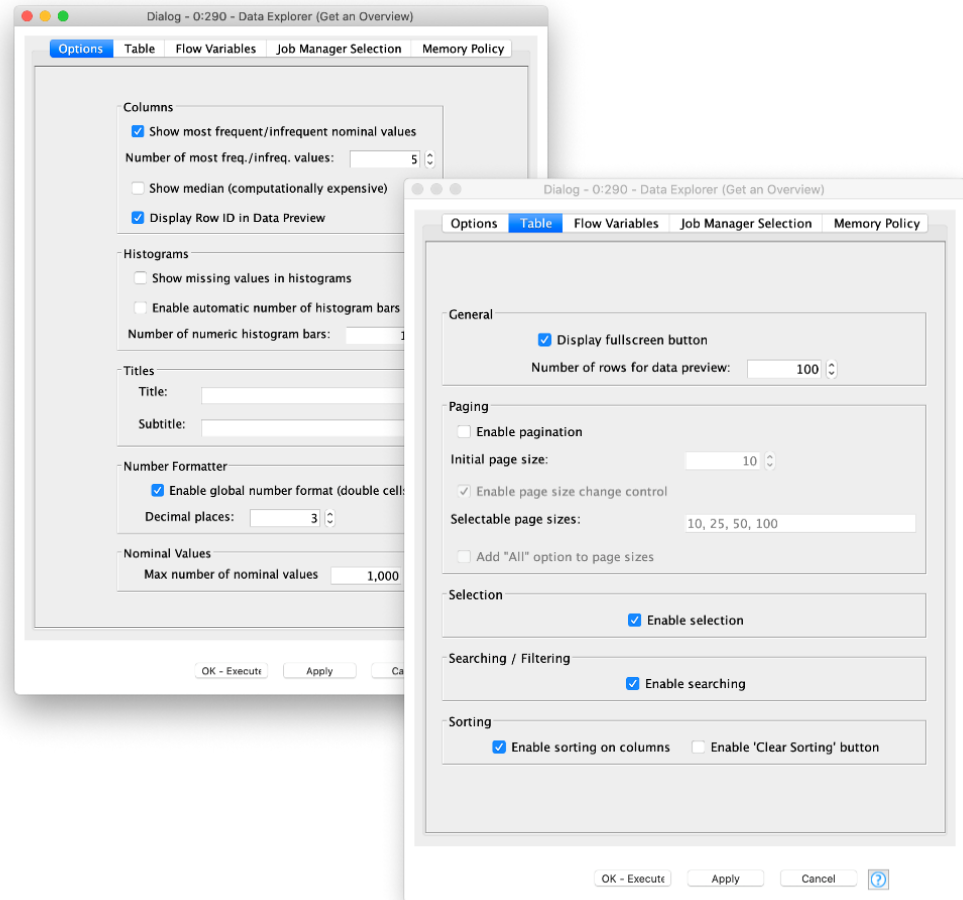 Dialog - 0:290 - Data Explorer (Get an Overview)
Options Table Flow Variables Job Manager Selection Memory Policy
Columns
Show most frequent/infrequent nominal values
Number of most freq./infreq. values: 5
Show median (computationally expensive)
Display Row ID in Data Preview
Histograms
Show missing values in histograms
Enable automatic number of histogram bars
Number of numeric histogram bars: 1
Titles
Title:
Subtitle:
Number Formatter
Enable global number format (double cells
Decimal places: 3
Nominal Values
Max number of nominal values 1,000
OK - Execute Apply Ca
Dialog - 0:290 - Data Explorer (Get an Overview)
Options Table Flow Variables Job Manager Selection Memory Policy
General
Display fullscreen button
Number of rows for data preview: 100
Paging
Enable pagination
Initial page size: 10
Enable page size change control
Selectable page sizes: 10, 25, 50, 100
Add "All" option to page sizes
Selection
Enable selection
Searching / Filtering
Enable searching
Sorting
Enable sorting on columns Enable 'Clear Sorting' button
OK - Execute Apply Cancel ?